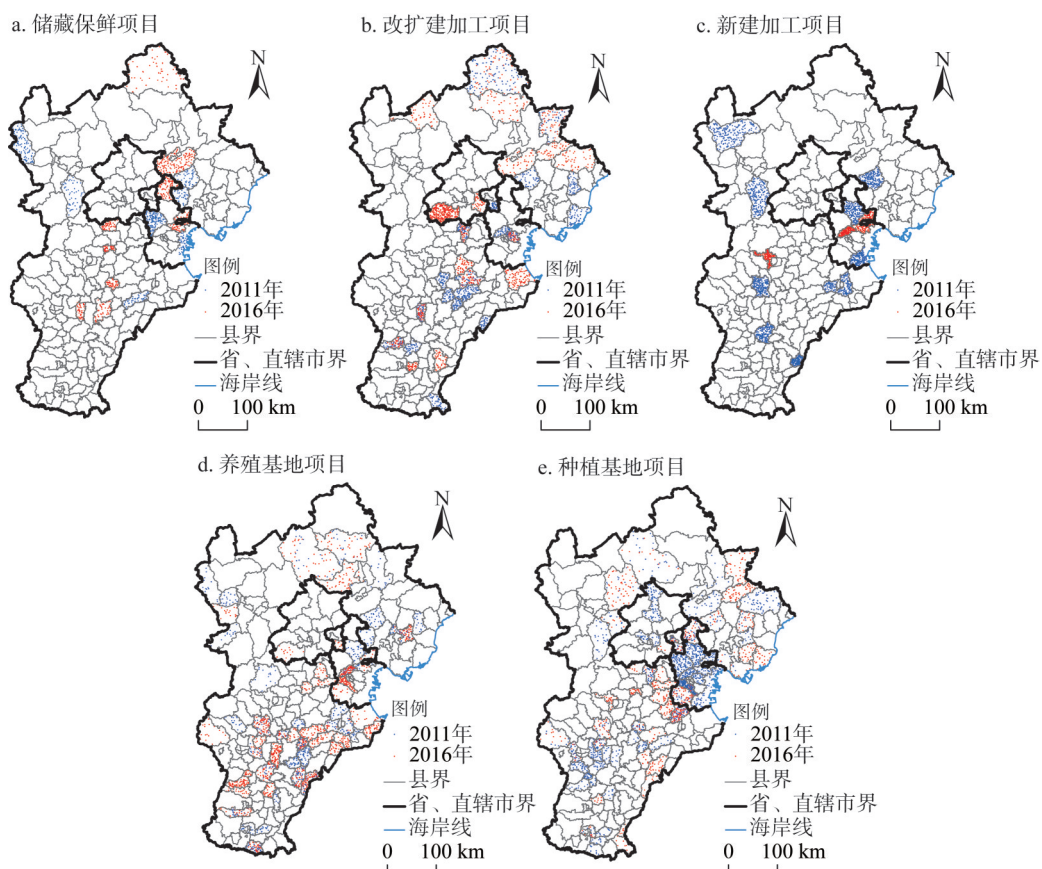 a. 储藏保鲜项目
N
图例
2011年
2016年
县界
省、直辖市界
海岸线
0 100 km
b. 改扩建加工项目
N
图例
2011年
2016年
县界
省、直辖市界
海岸线
0 100 km
c. 新建加工项目
N
图例
2011年
2016年
县界
省、直辖市界
海岸线
0 100 km
d. 养殖基地项目
N
图例
2011年
2016年
县界
省、直辖市界
海岸线
0 100 km
e. 种植基地项目
N
图例
2011年
2016年
县界
省、直辖市界
海岸线
0 100 km